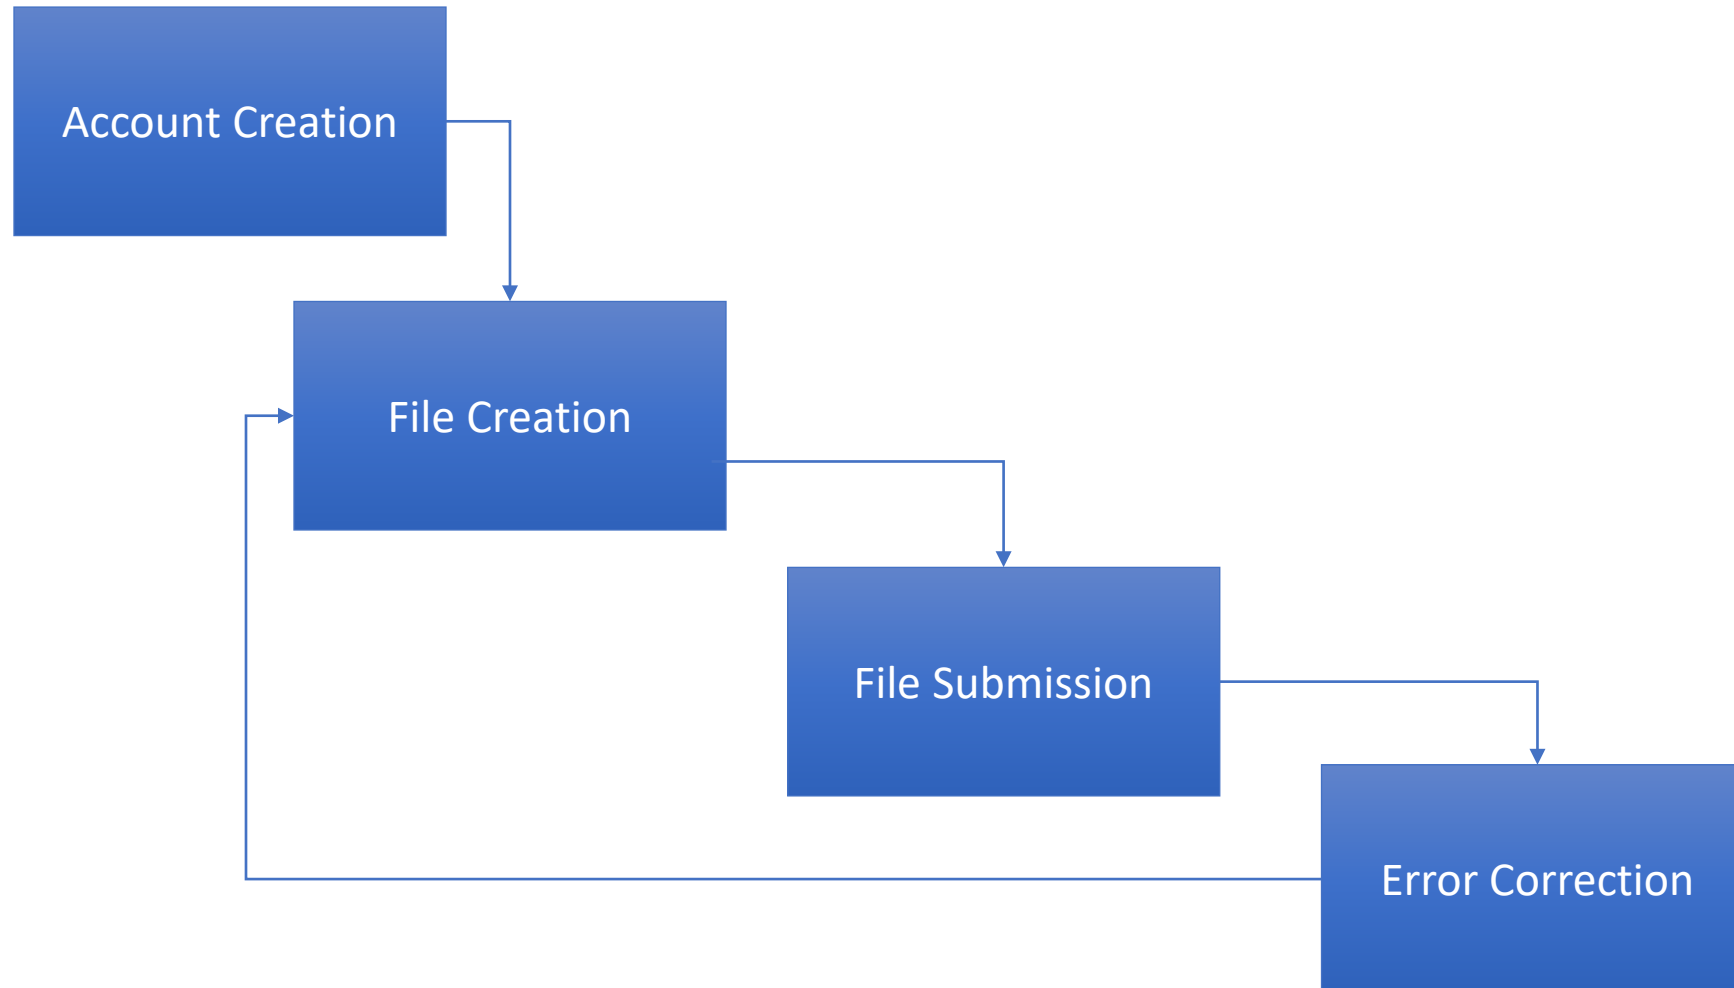 Account Creation
File Creation
File Submission
Error Correction